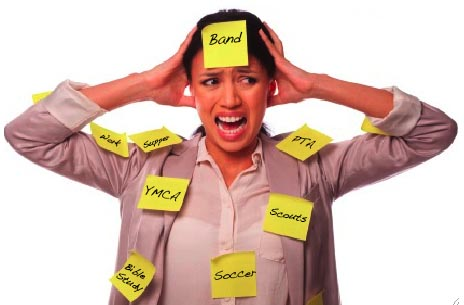 Band
Work
Supper
PTA
YMCA
Scouts
Bible
Study
Soccer